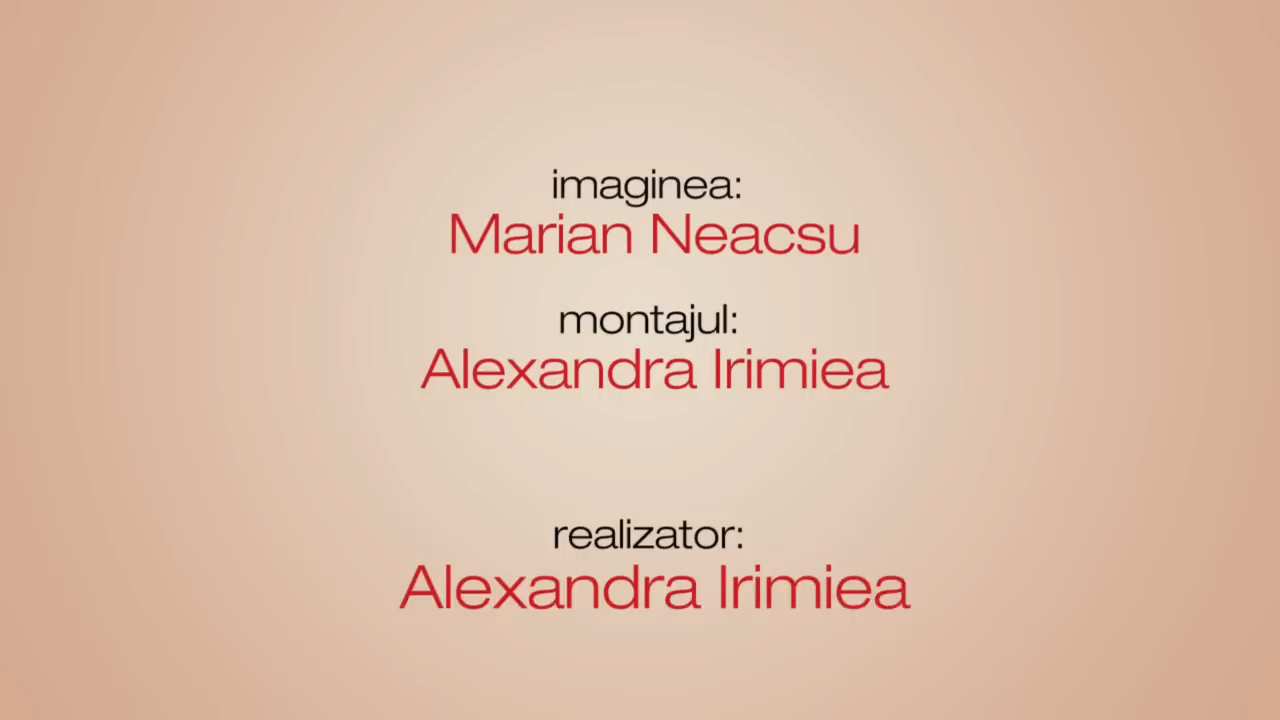 imaginea:
Marian Neacsu
montajul:
Alexandra Irimiea
realizator:
Alexandra Irimiea